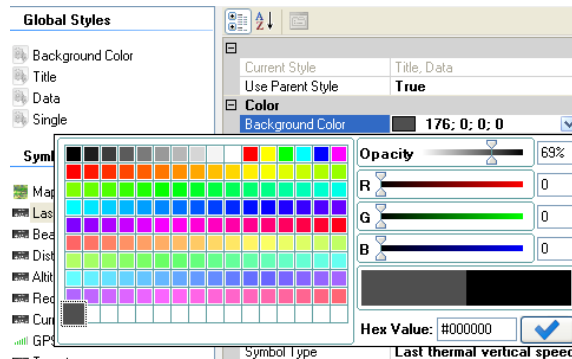 Global Styles
Background Color
Title
Data
Single
Current Style Title, Data
Use Parent Style True
Color
Background Color 176; 0; 0; 0
Opacity 69%
R 0
G 0
B 0
Hex Value: #000000
Map
Las
Bea
Dist
Altit
Rec
Curr
GPS
Symbol Type Last thermal vertical speed